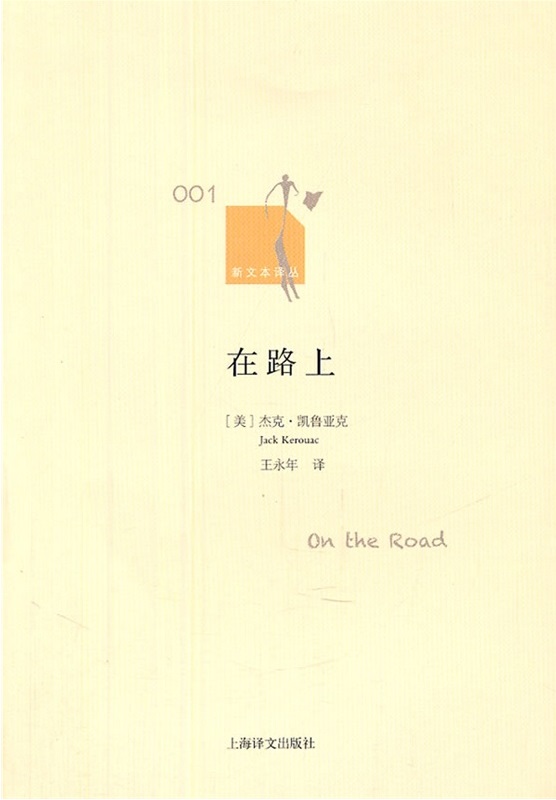 001
新文本译丛
在路上
[美]杰克·凯鲁亚克
Jack Kerouac
王永年 译
On the Road
上海译文出版社